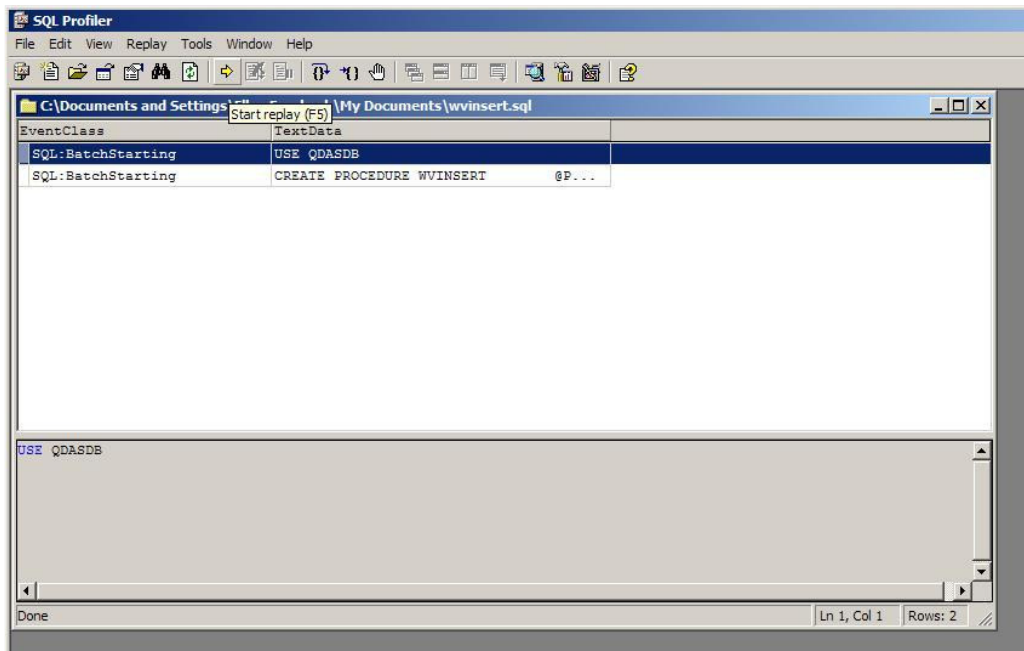 SQL Profiler
File Edit View Replay Tools Window Help
C:\Documents and Settings \My Documents\wvinsert.sql
Start replay (F5)
EventClass TextData
SQL:BatchStarting USE QDASDB
SQL:BatchStarting CREATE PROCEDURE WVINSERT @P...
USE QDASDB
Done Ln 1, Col 1 Rows: 2